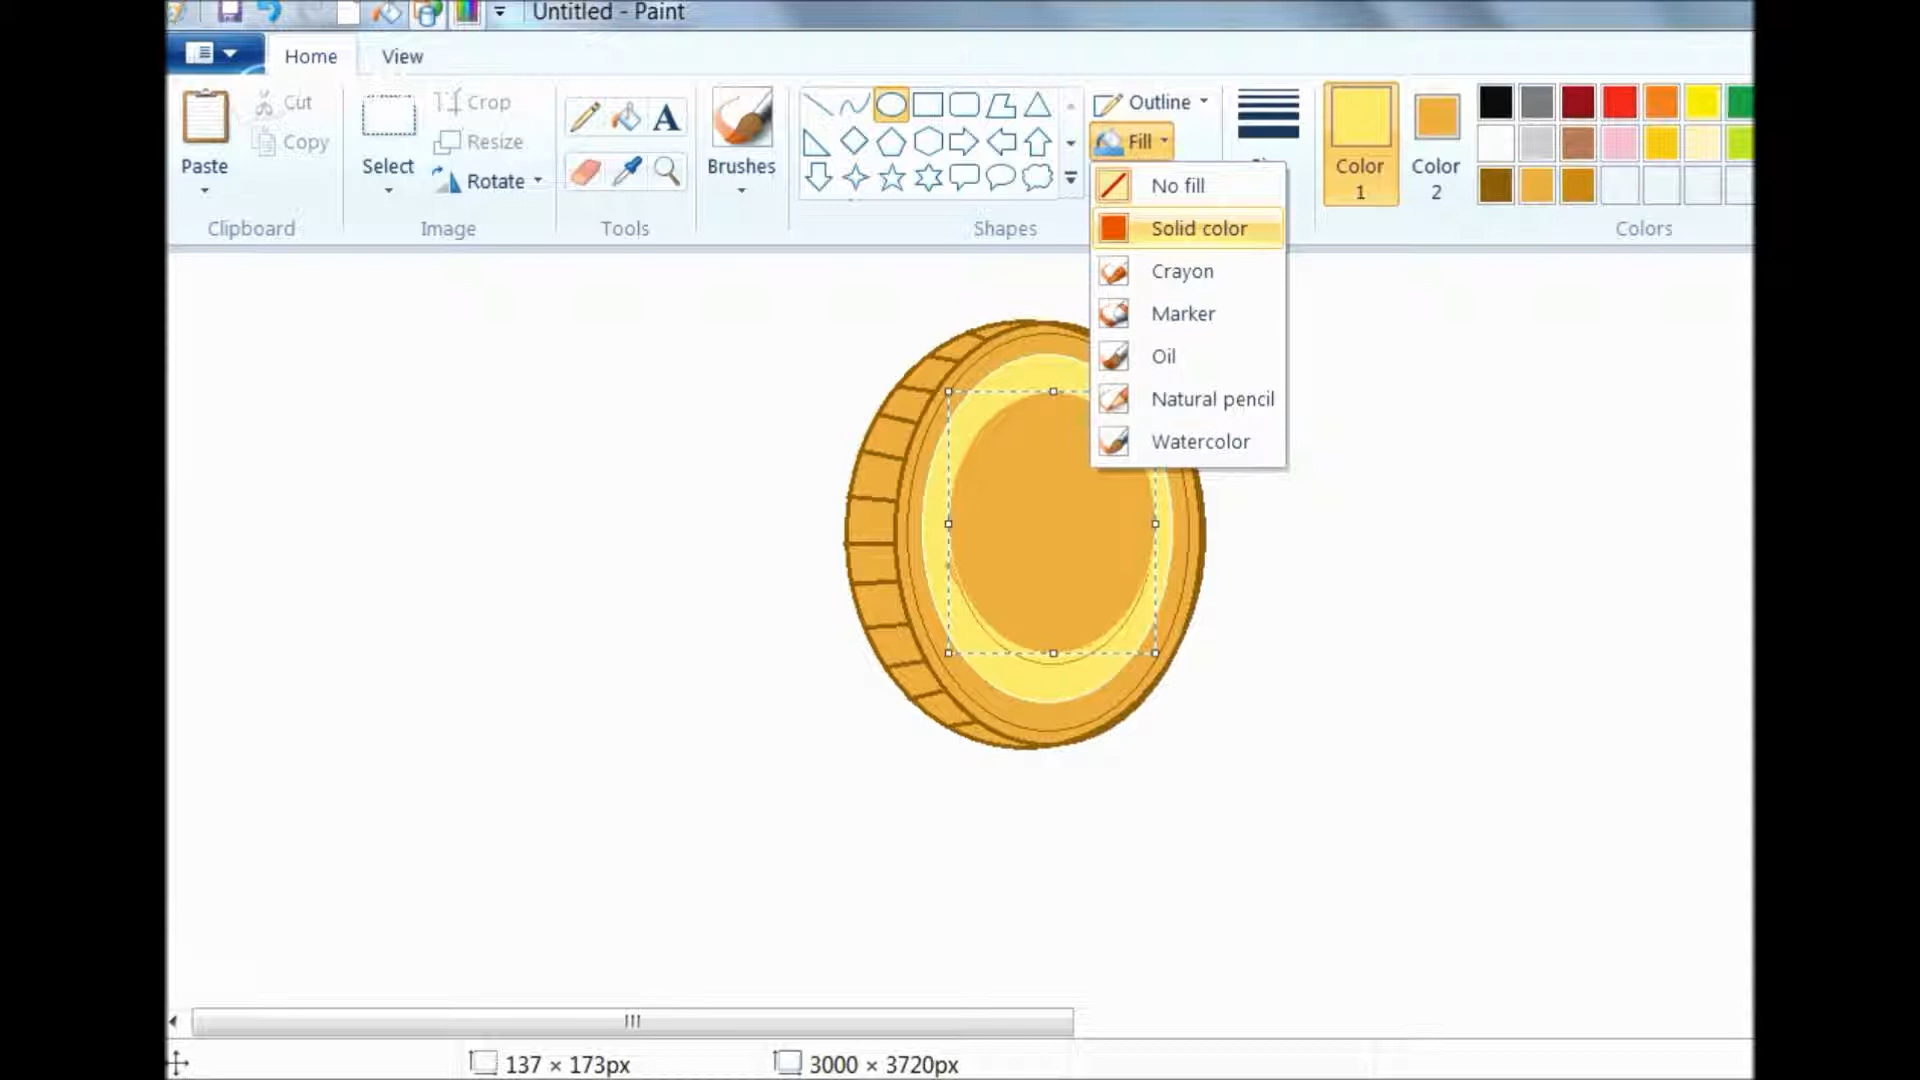 Untitled - Paint
Home
View
Paste
Cut
Copy
Clipboard
Select
Crop
Resize
Rotate
Image
A
Tools
Brushes
Shapes
Outline
Fill
No fill
Solid color
Crayon
Marker
Oil
Natural pencil
Watercolor
Color
1
Color
2
Colors
137 × 173px
3000 × 3720px